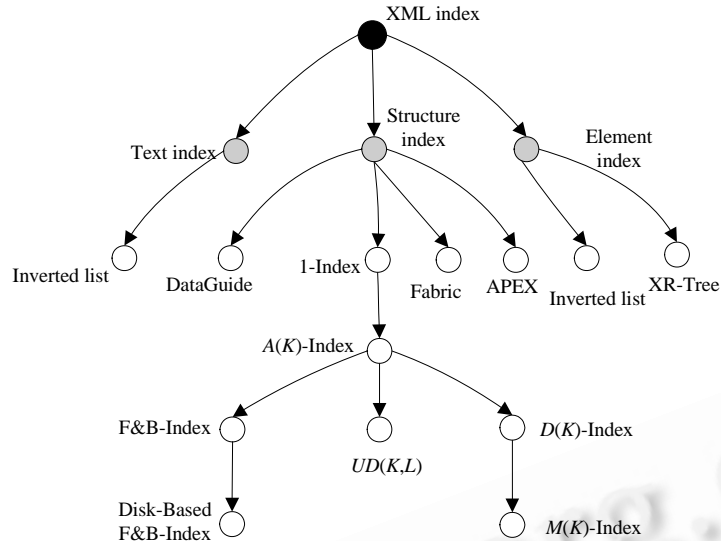 XML index
Text index
Structure
index
Element
index
Inverted list
DataGuide
1-Index
Fabric
APEX
Inverted list
XR-Tree
A(K)-Index
F&B-Index
UD(K,L)
D(K)-Index
Disk-Based
F&B-Index
M(K)-Index